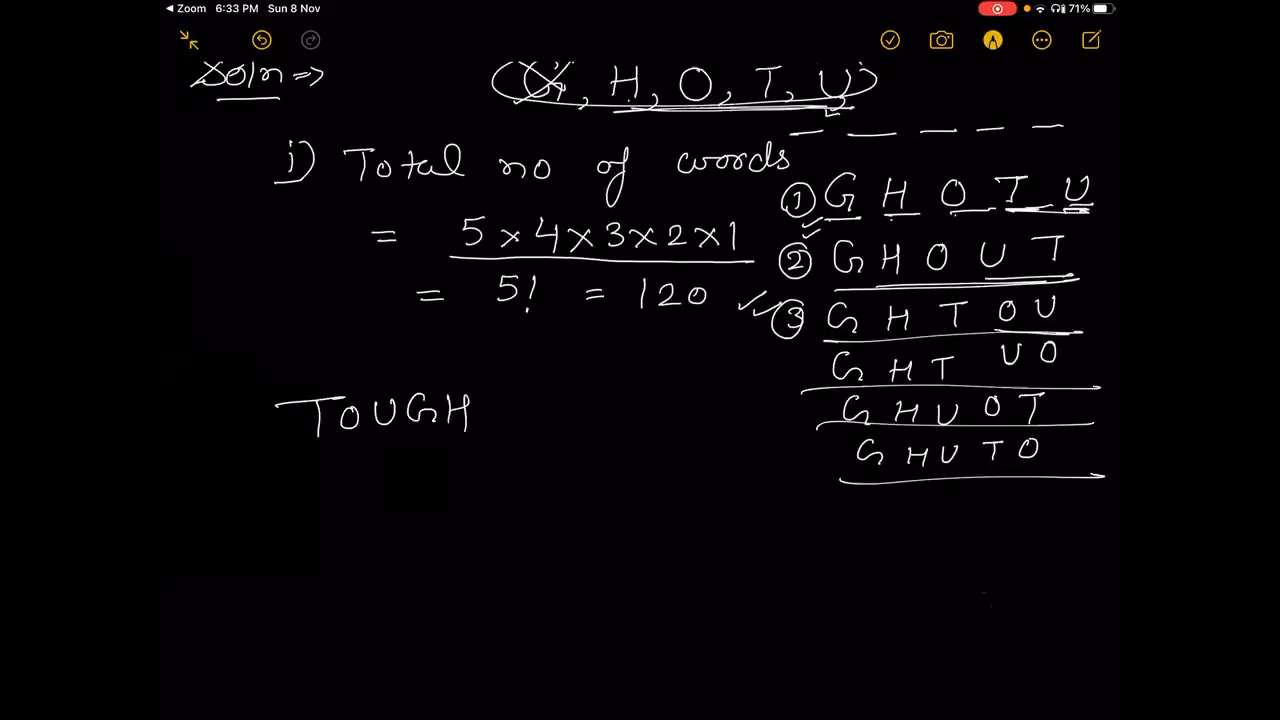 Zoom 6:33 PM Sun 8 Nov 71%
Soln ⇒ (G, H, O, T, U)
i) Total no of words
= 5 × 4 × 3 × 2 × 1
= 5! = 120
TOUGH
① G H O T U
② G H O U T
③ G H T O U
G H T U O
G H U O T
G H U T O